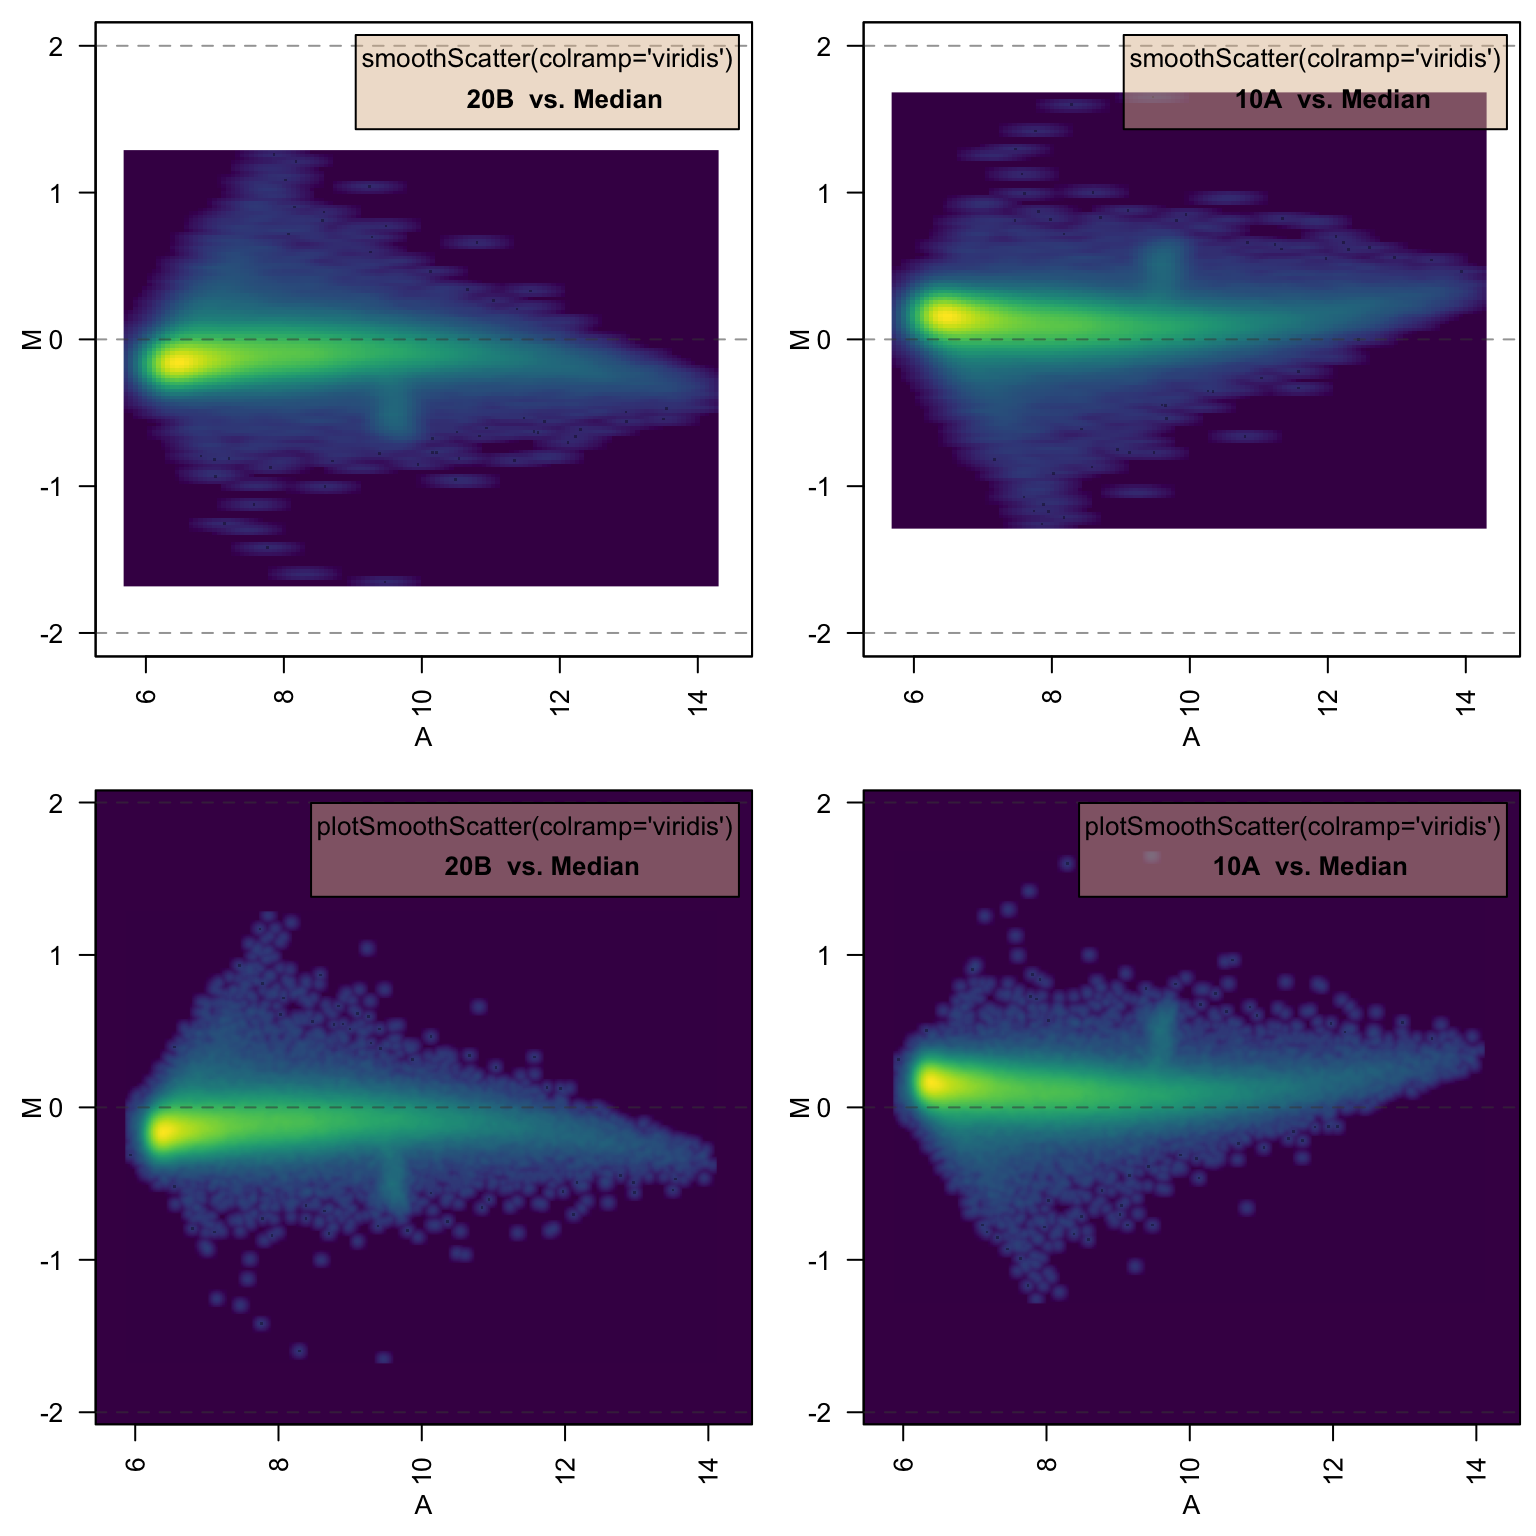 smoothScatter(colramp='viridis')
20B  vs. Median
2
1
0
-1
-2
M
6
8
10
12
14
A
smoothScatter(colramp='viridis')
10A  vs. Median
2
1
0
-1
-2
M
6
8
10
12
14
A
plotSmoothScatter(colramp='viridis')
20B  vs. Median
2
1
0
-1
-2
M
6
8
10
12
14
A
plotSmoothScatter(colramp='viridis')
10A  vs. Median
2
1
0
-1
-2
M
6
8
10
12
14
A